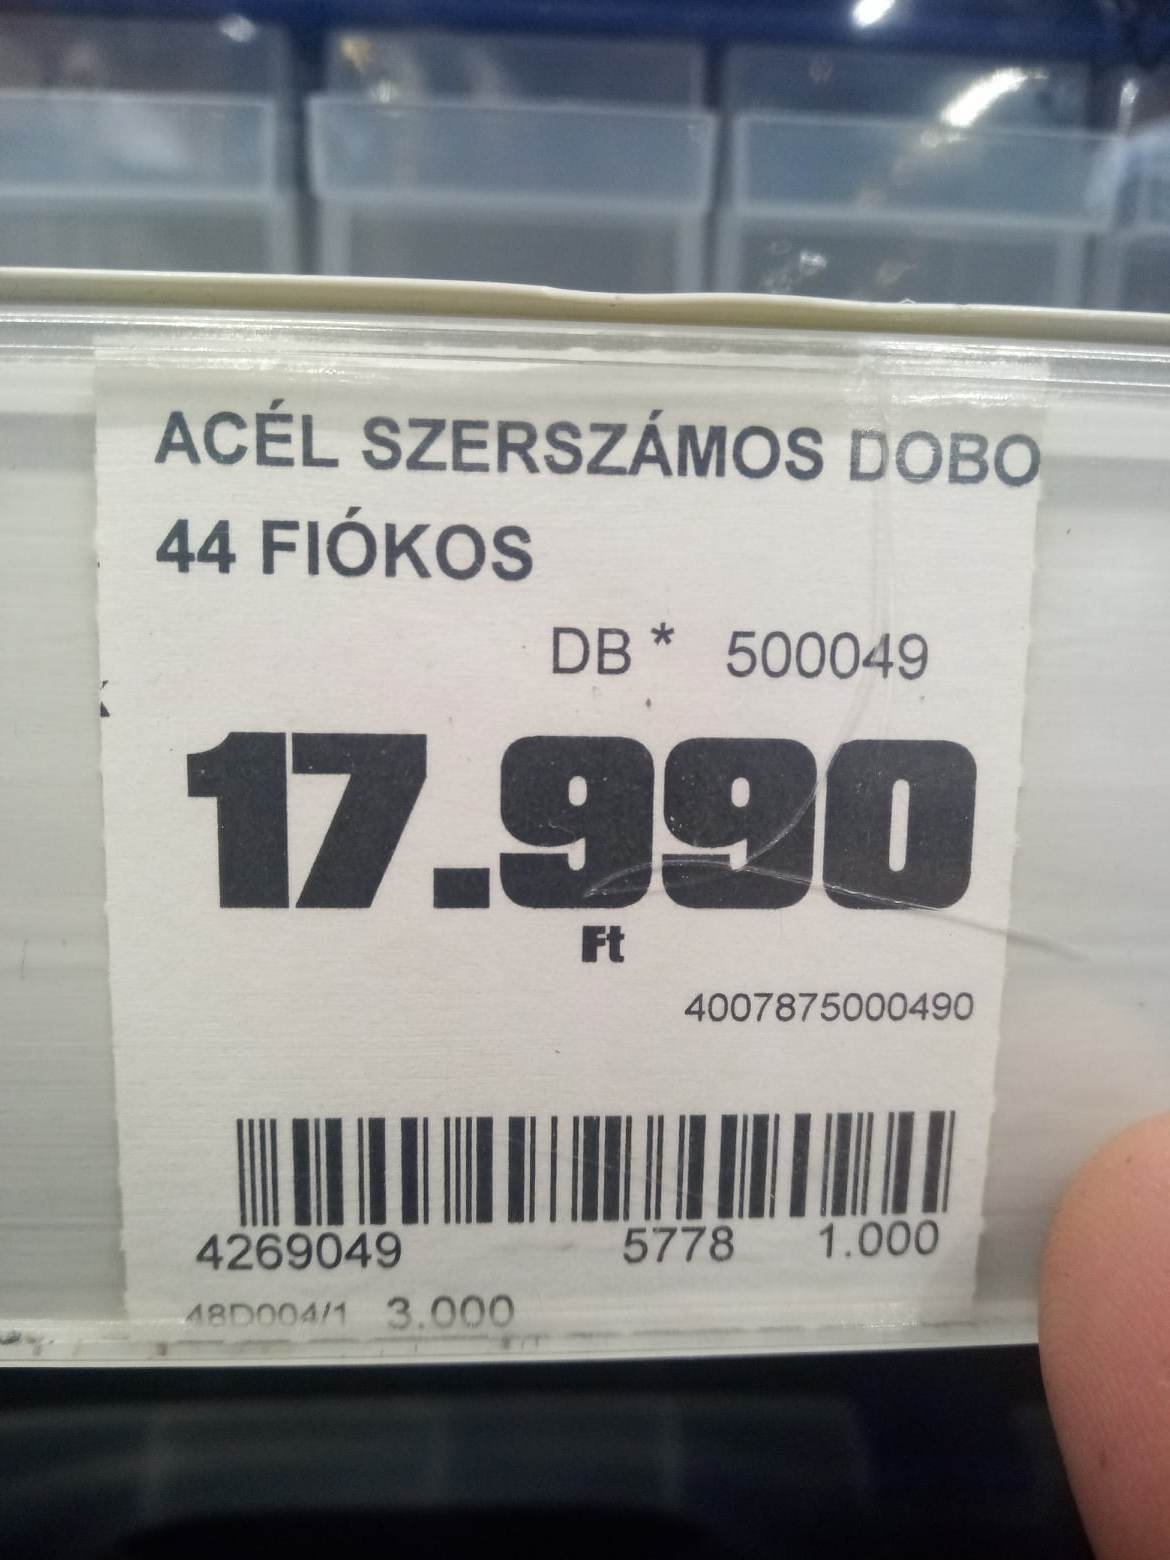 ACÉL SZERSZÁMOS DOBO
44 FIÓKOS
DB * 500049
17.990
Ft
4007875000490
4269049 5778 1.000
48D004/1 3.000